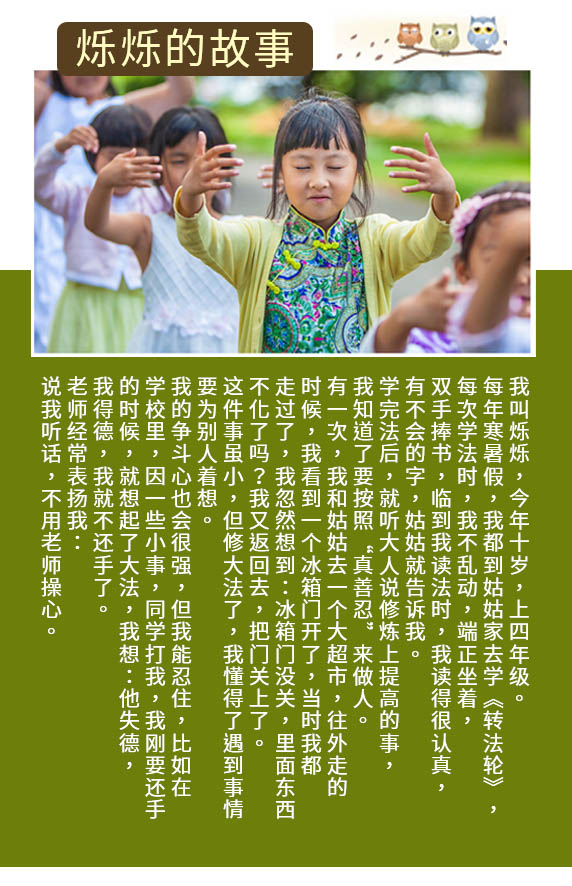 烁烁的故事
我叫烁烁，今年十岁，上四年级。
每年寒暑假，我都到姑姑家去学《转法轮》，
每次学法时，我不乱动，端正坐着，
双手捧书，临到我读法时，我读得很认真，
有不会的字，姑姑就告诉我。
学完法后，就听大人说修炼上提高的事，
我知道了要按照“真善忍”来做人。
有一次，我和姑姑去一个大超市，往外走的
时候，我看到一个冰箱门开了，当时我都
走过了，我忽然想到：冰箱门没关，里面东西
不化了吗？我又返回去，把门关上了。
这件事虽小，但修大法了，我懂得了遇到事情
要为别人着想。
我的争斗心也会很强，但我能忍住，比如在
学校里，因一些小事，同学打我，我刚要还手
的时候，就想起了大法，我想：他失德，
我得德，我就不还手了。
老师经常表扬我：
说我听话，不用老师操心。